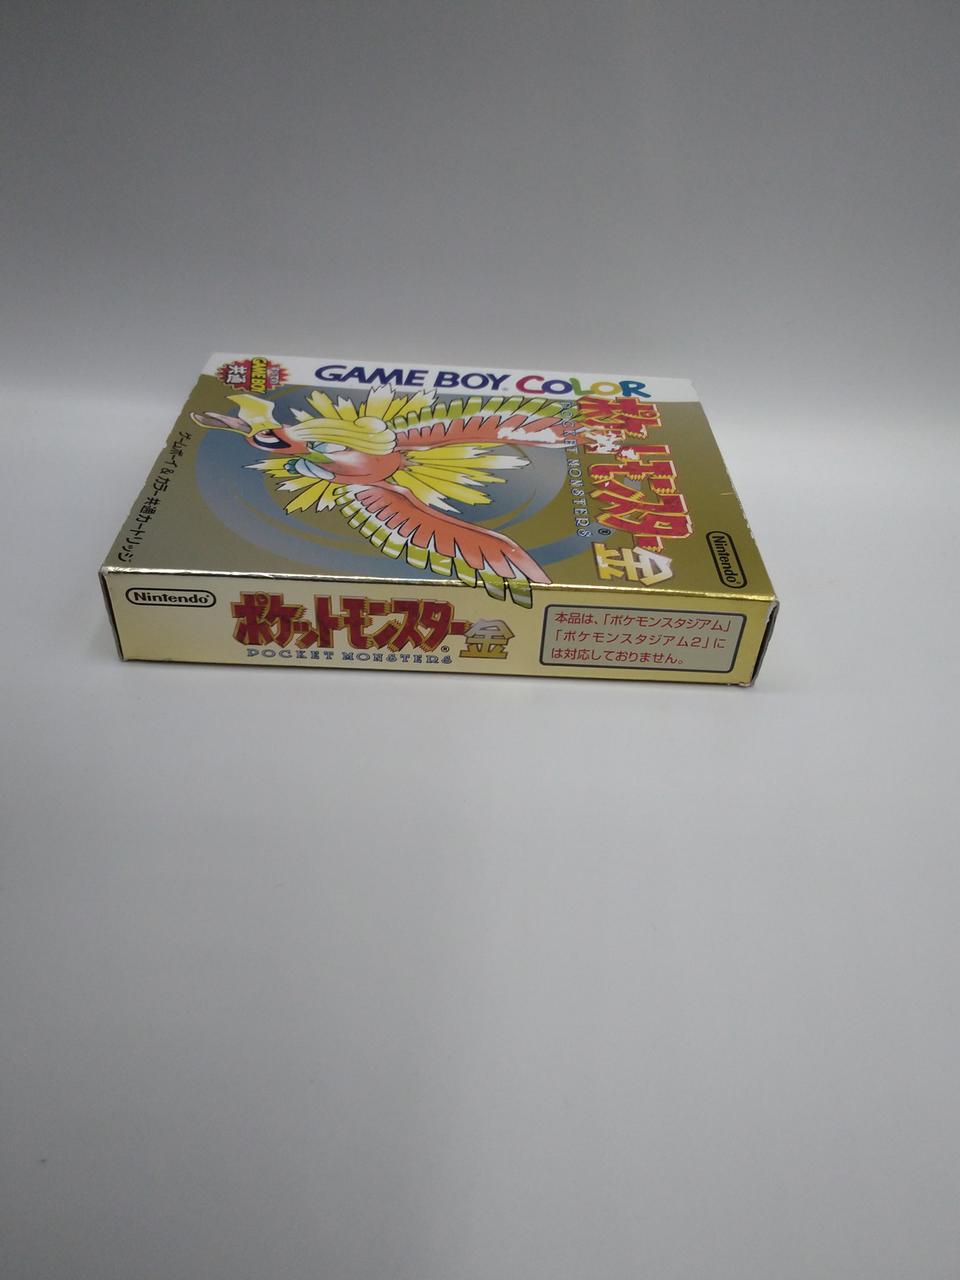 GAME BOY COLOR
GAME BOY
共通
ポケモンスター
POCKET MONSTERS®
金
Nintendo
ゲームボーイ&カラー共通カートリッジ
Nintendo
ポケットモンスター®金
POCKET MONSTERS
本品は、「ポケモンスタジアム」
「ポケモンスタジアム2」に
は対応しておりません。